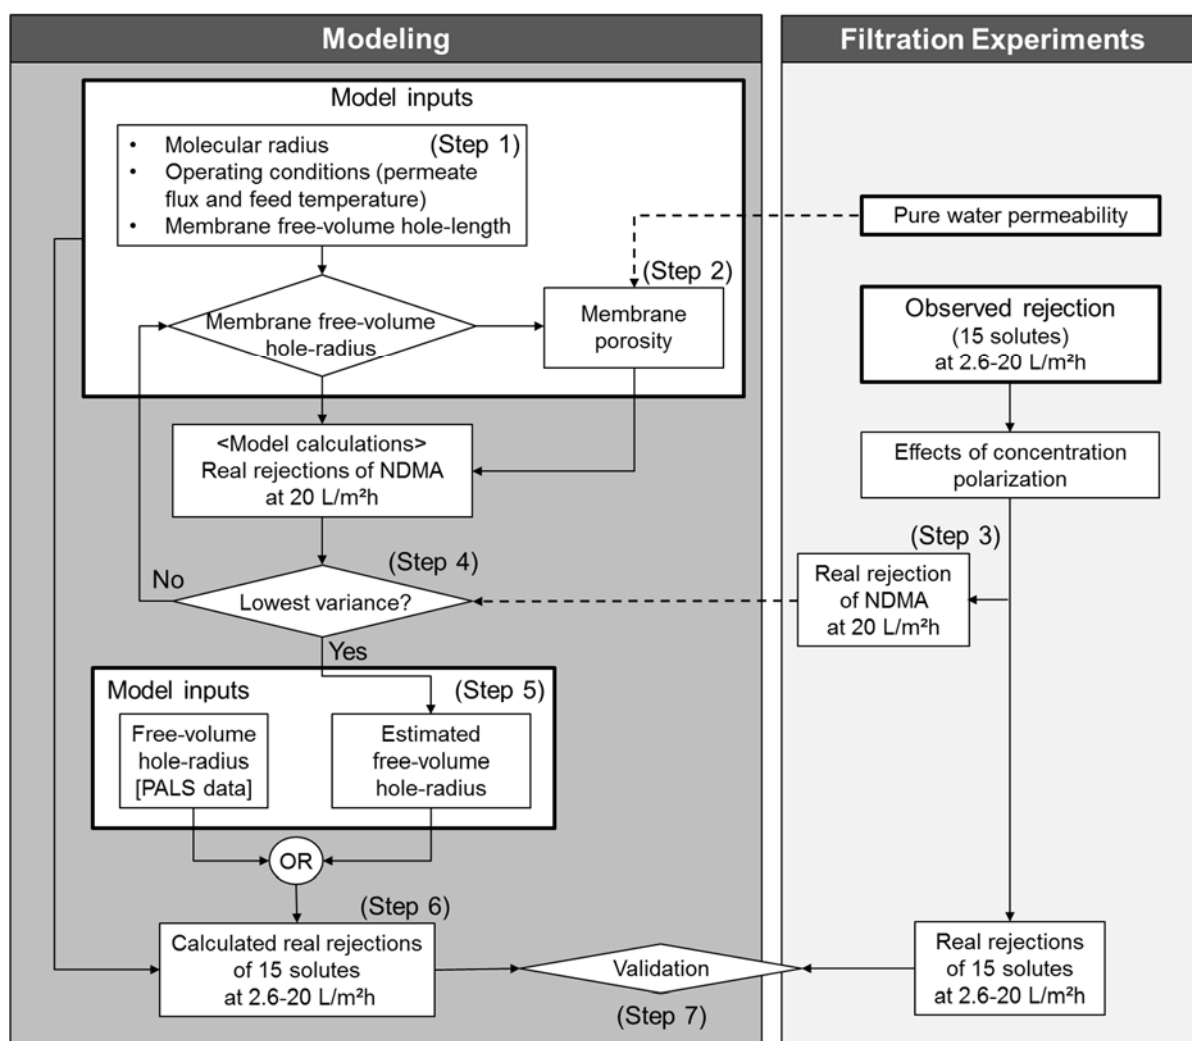 Modeling
Model inputs
(Step 1)
• Molecular radius
• Operating conditions (permeate
flux and feed temperature)
• Membrane free-volume hole-length
(Step 2)
Membrane free-volume
hole-radius
Membrane
porosity
<Model calculations>
Real rejections of NDMA
at 20 L/m²h
(Step 4)
No
Lowest variance?
Yes
Model inputs
(Step 5)
Free-volume
hole-radius
[PALS data]
Estimated
free-volume
hole-radius
OR
(Step 6)
Calculated real rejections
of 15 solutes
at 2.6-20 L/m²h
Validation
(Step 7)
Filtration Experiments
Pure water permeability
Observed rejection
(15 solutes)
at 2.6-20 L/m²h
Effects of concentration
polarization
(Step 3)
Real rejection
of NDMA
at 20 L/m²h
Real rejections
of 15 solutes
at 2.6-20 L/m²h